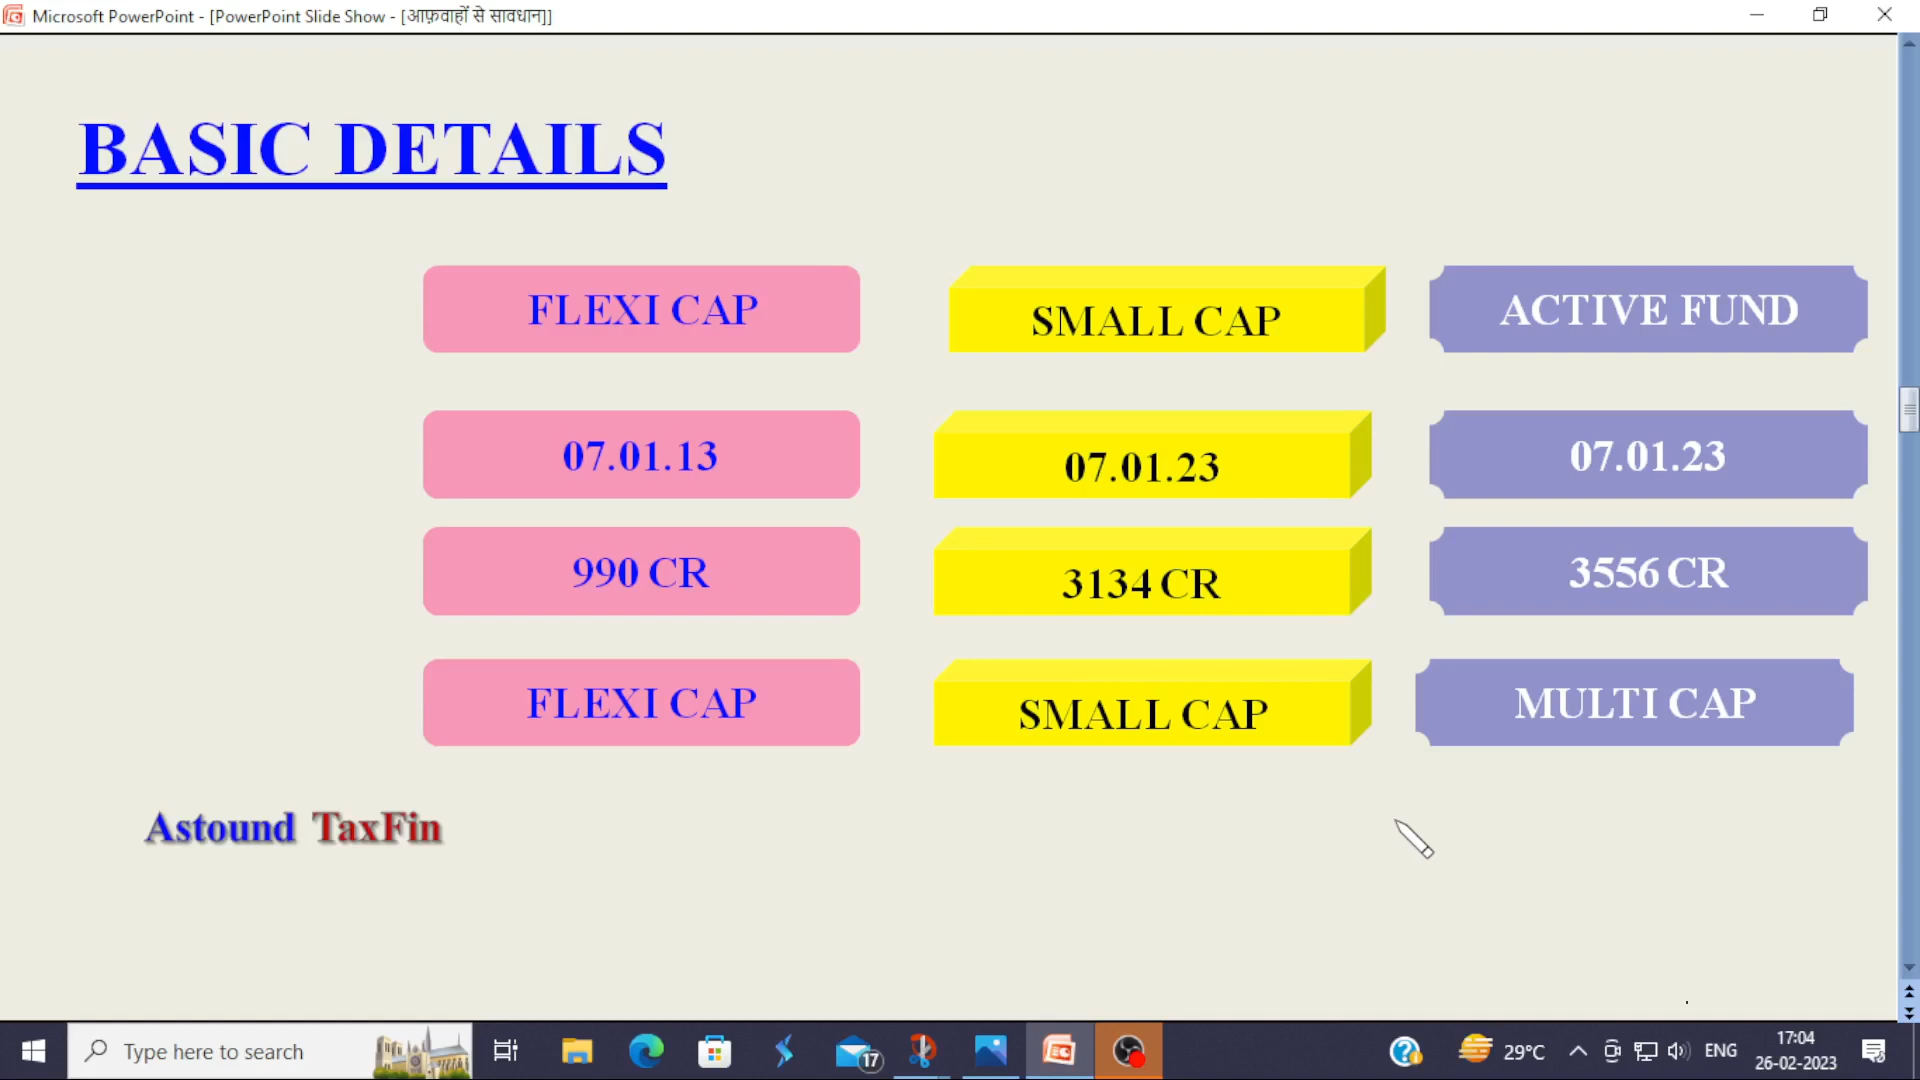 Microsoft PowerPoint - [PowerPoint Slide Show - [आफ़वाहों से सावधान]]
BASIC DETAILS
FLEXI CAP SMALL CAP ACTIVE FUND
07.01.13 07.01.23 07.01.23
990 CR 3134 CR 3556 CR
FLEXI CAP SMALL CAP MULTI CAP
Astound TaxFin
Type here to search 17 29°C ENG 17:04
26-02-2023